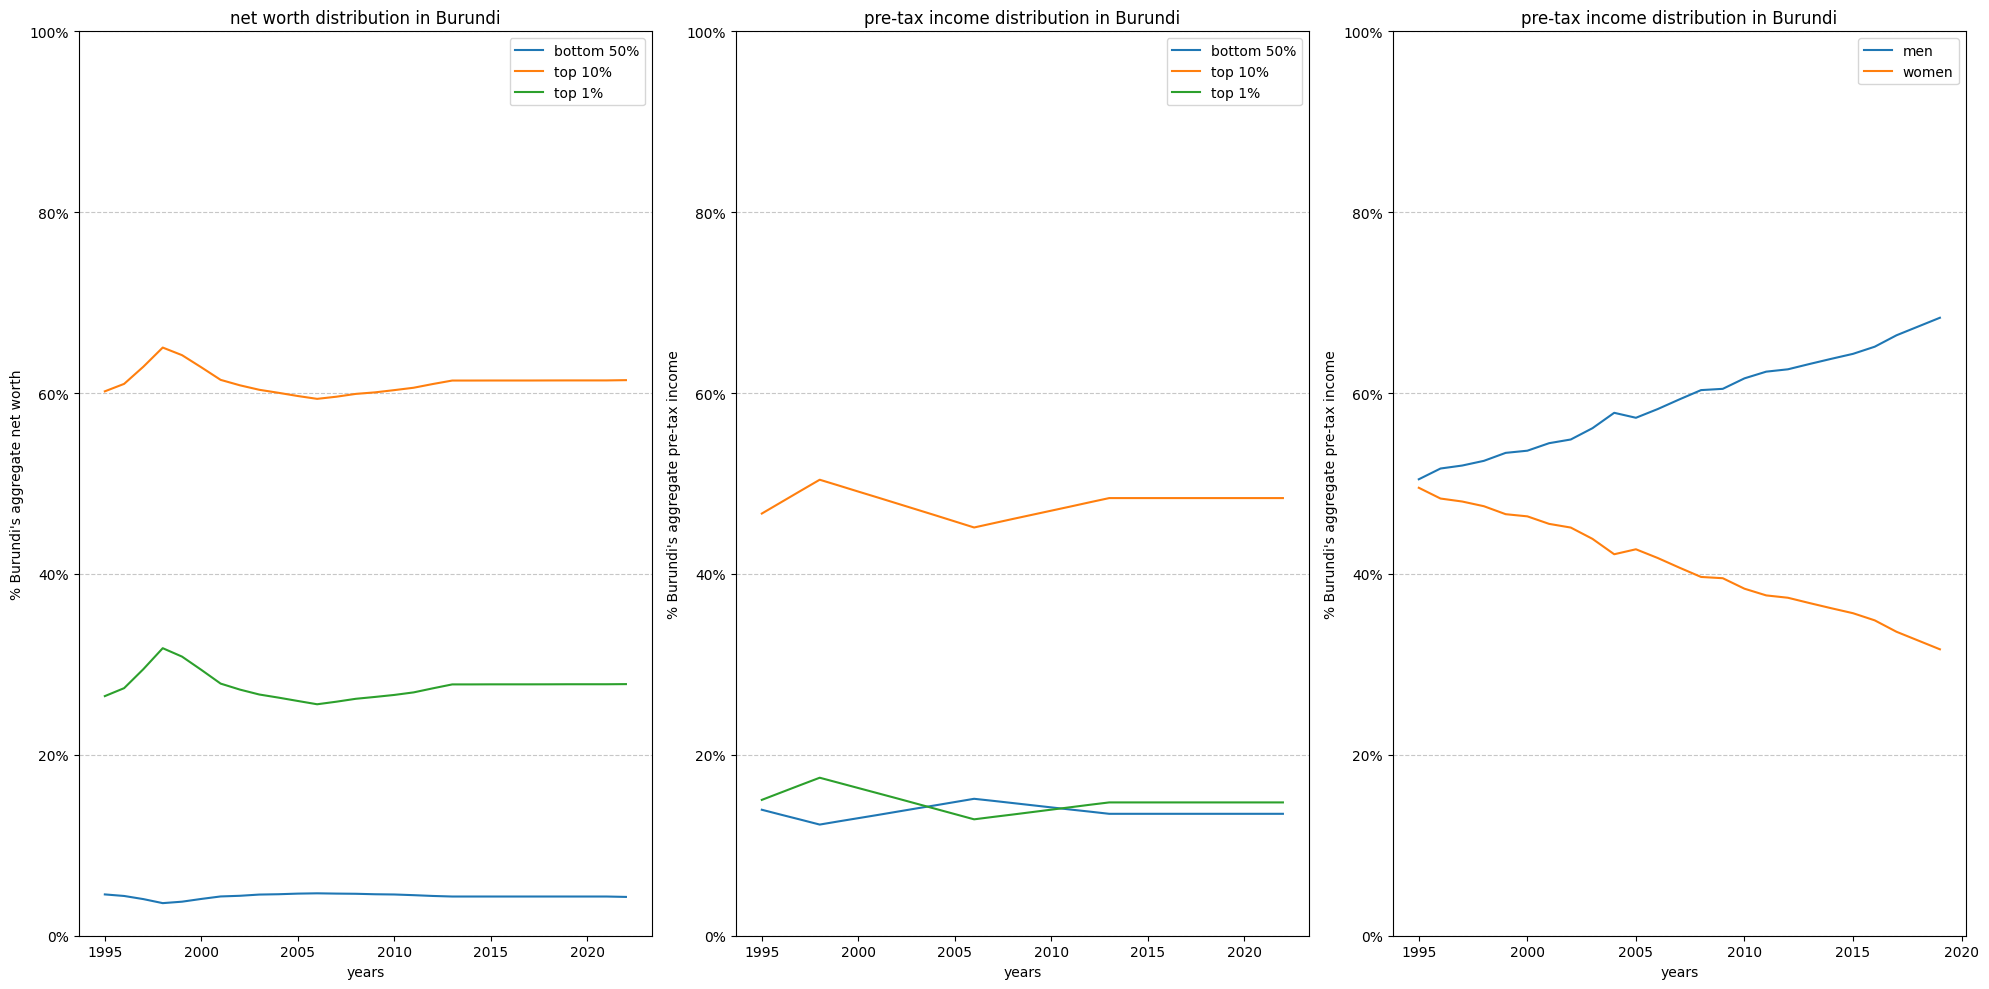 net worth distribution in Burundi
100%
80%
60%
40%
20%
0%
% Burundi's aggregate net worth
bottom 50%
top 10%
top 1%
1995 2000 2005 2010 2015 2020
years
pre-tax income distribution in Burundi
100%
80%
60%
40%
20%
0%
% Burundi's aggregate pre-tax income
bottom 50%
top 10%
top 1%
1995 2000 2005 2010 2015 2020
years
pre-tax income distribution in Burundi
100%
80%
60%
40%
20%
0%
% Burundi's aggregate pre-tax income
men
women
1995 2000 2005 2010 2015 2020
years